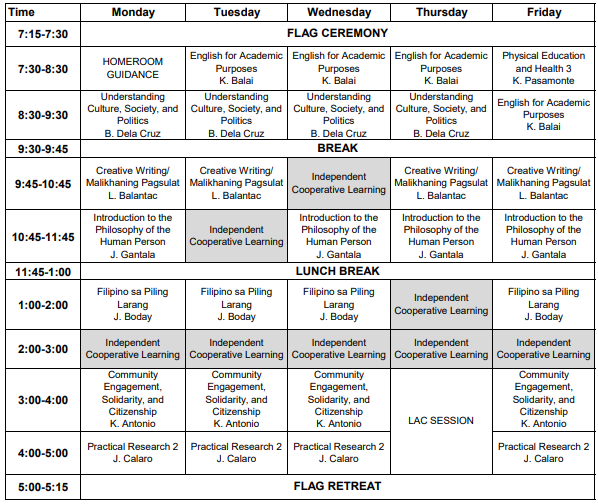 Time Monday Tuesday Wednesday Thursday Friday
7:15-7:30 FLAG CEREMONY
7:30-8:30
HOMEROOM
GUIDANCE
English for Academic
Purposes
K. Balai
English for Academic
Purposes
K. Balai
English for Academic
Purposes
K. Balai
Physical Education
and Health 3
K. Pasamonte
8:30-9:30
Understanding
Culture, Society, and
Politics
B. Dela Cruz
Understanding
Culture, Society, and
Politics
B. Dela Cruz
Understanding
Culture, Society, and
Politics
B. Dela Cruz
Understanding
Culture, Society, and
Politics
B. Dela Cruz
English for Academic
Purposes
K. Balai
9:30-9:45 BREAK
9:45-10:45
Creative Writing/
Malikhaning Pagsulat
L. Balantac
Creative Writing/
Malikhaning Pagsulat
L. Balantac
Independent
Cooperative Learning
Creative Writing/
Malikhaning Pagsulat
L. Balantac
Creative Writing/
Malikhaning Pagsulat
L. Balantac
10:45-11:45
Introduction to the
Philosophy of the
Human Person
J. Gantala
Independent
Cooperative Learning
Introduction to the
Philosophy of the
Human Person
J. Gantala
Introduction to the
Philosophy of the
Human Person
J. Gantala
Introduction to the
Philosophy of the
Human Person
J. Gantala
11:45-1:00 LUNCH BREAK
1:00-2:00
Filipino sa Piling
Larang
J. Boday
Filipino sa Piling
Larang
J. Boday
Filipino sa Piling
Larang
J. Boday
Independent
Cooperative Learning
Filipino sa Piling
Larang
J. Boday
2:00-3:00
Independent
Cooperative Learning
Independent
Cooperative Learning
Independent
Cooperative Learning
Independent
Cooperative Learning
Independent
Cooperative Learning
3:00-4:00
Community
Engagement,
Solidarity, and
Citizenship
K. Antonio
Community
Engagement,
Solidarity, and
Citizenship
K. Antonio
Community
Engagement,
Solidarity, and
Citizenship
K. Antonio
LAC SESSION
Community
Engagement,
Solidarity, and
Citizenship
K. Antonio
4:00-5:00
Practical Research 2
J. Calaro
Practical Research 2
J. Calaro
Practical Research 2
J. Calaro
Practical Research 2
J. Calaro
5:00-5:15 FLAG RETREAT